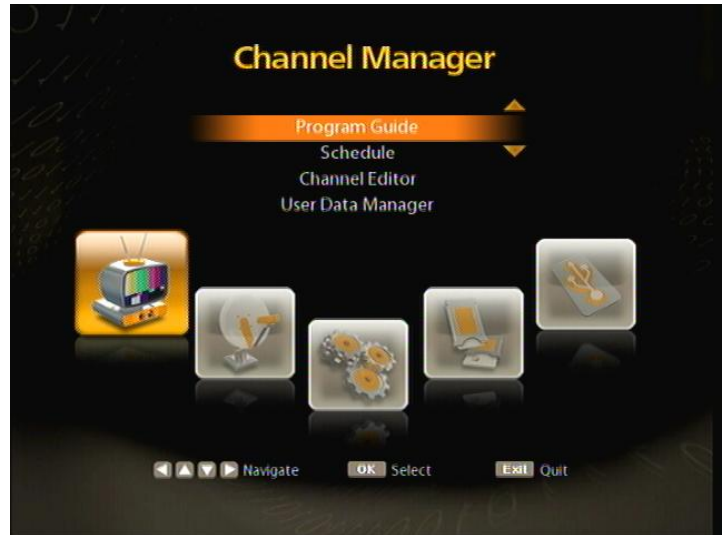 Channel Manager
Program Guide
Schedule
Channel Editor
User Data Manager
Navigate OK Select Exit Quit